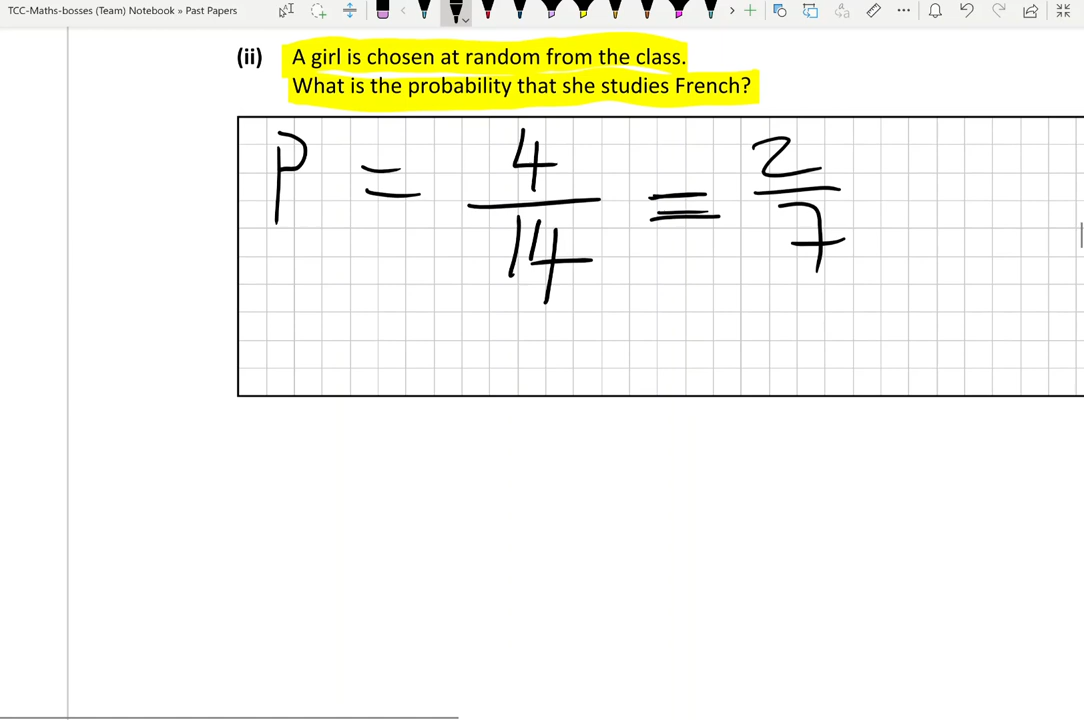 TCC-Maths-bosses (Team) Notebook » Past Papers
(ii) A girl is chosen at random from the class.
What is the probability that she studies French?
P = 4/14 = 2/7